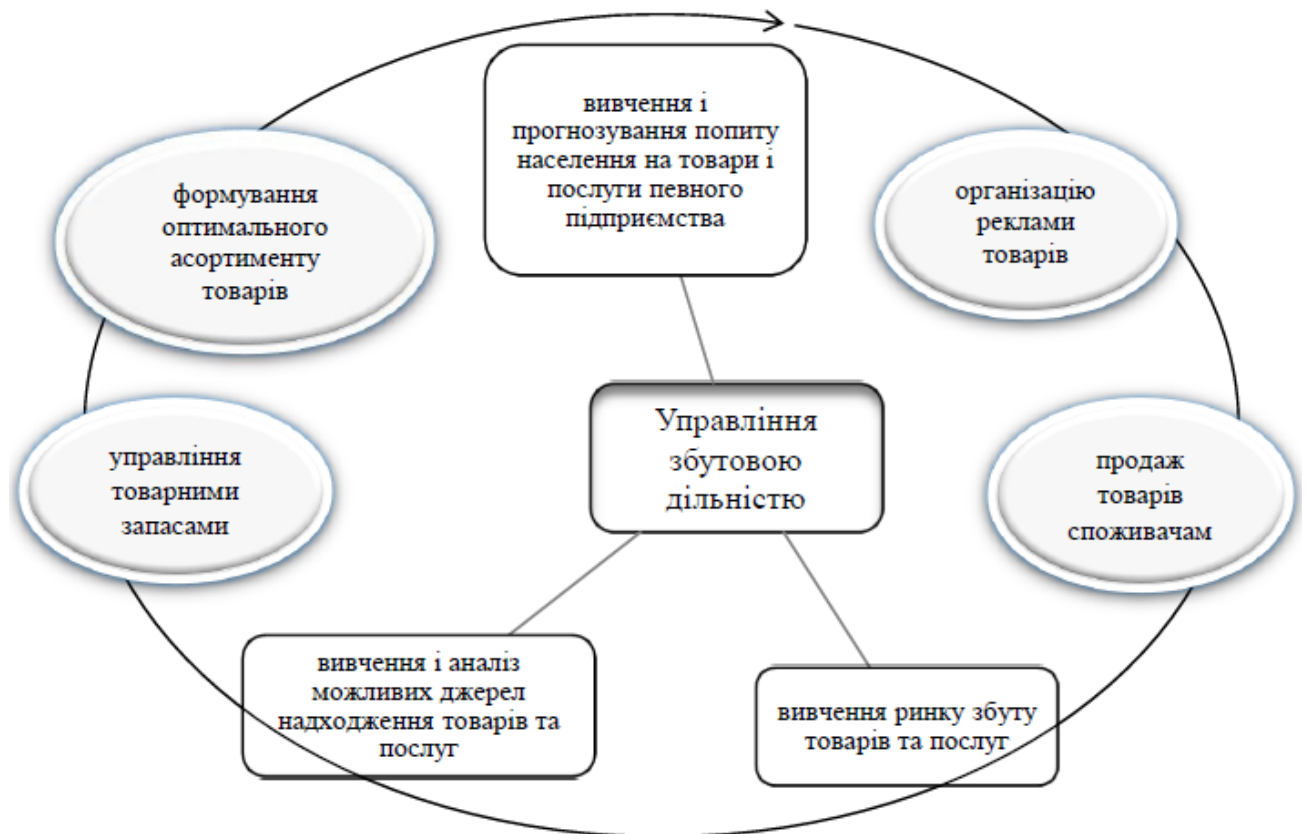 вивчення і
прогнозування попиту
населення на товари і
послуги певного
підприємства
формування
оптимального
асортименту
товарів
організацію
реклами
товарів
Управління
збутовою
дільністю
управління
товарними
запасами
продаж
товарів
споживачам
вивчення і аналіз
можливих джерел
надходження товарів та
послуг
вивчення ринку збуту
товарів та послуг